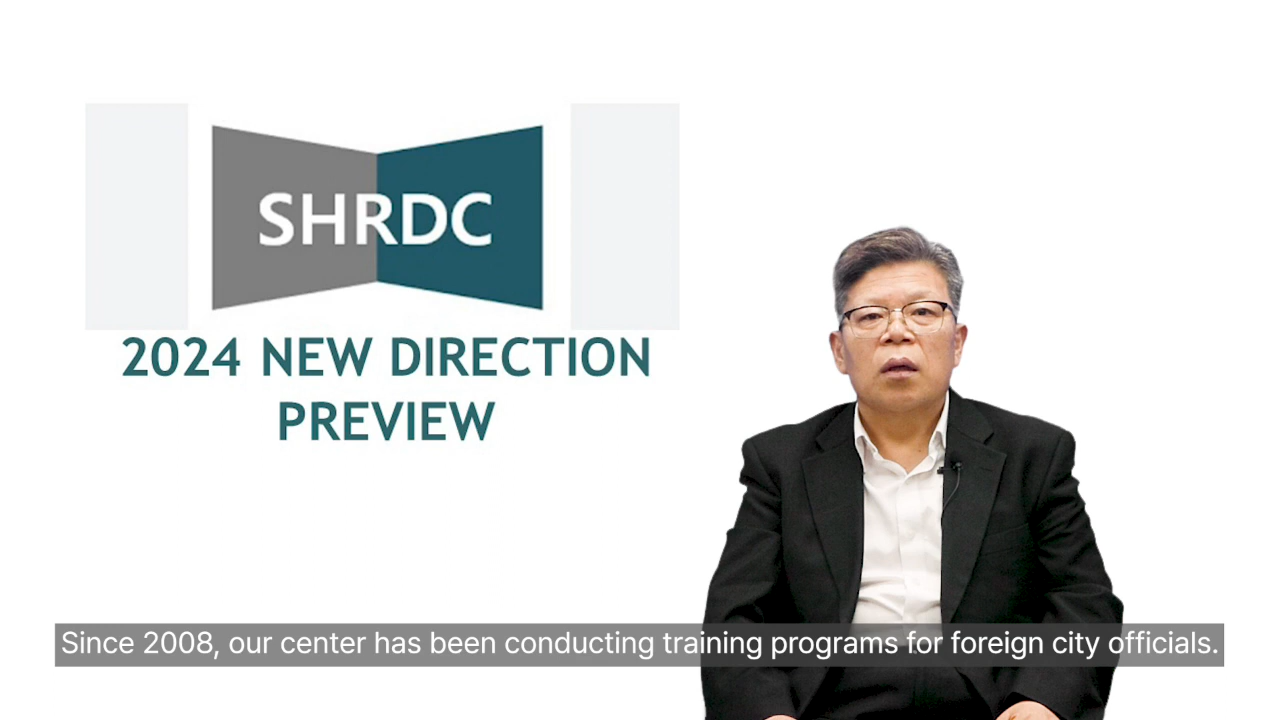 SHRDC
2024 NEW DIRECTION
PREVIEW
Since 2008, our center has been conducting training programs for foreign city officials.